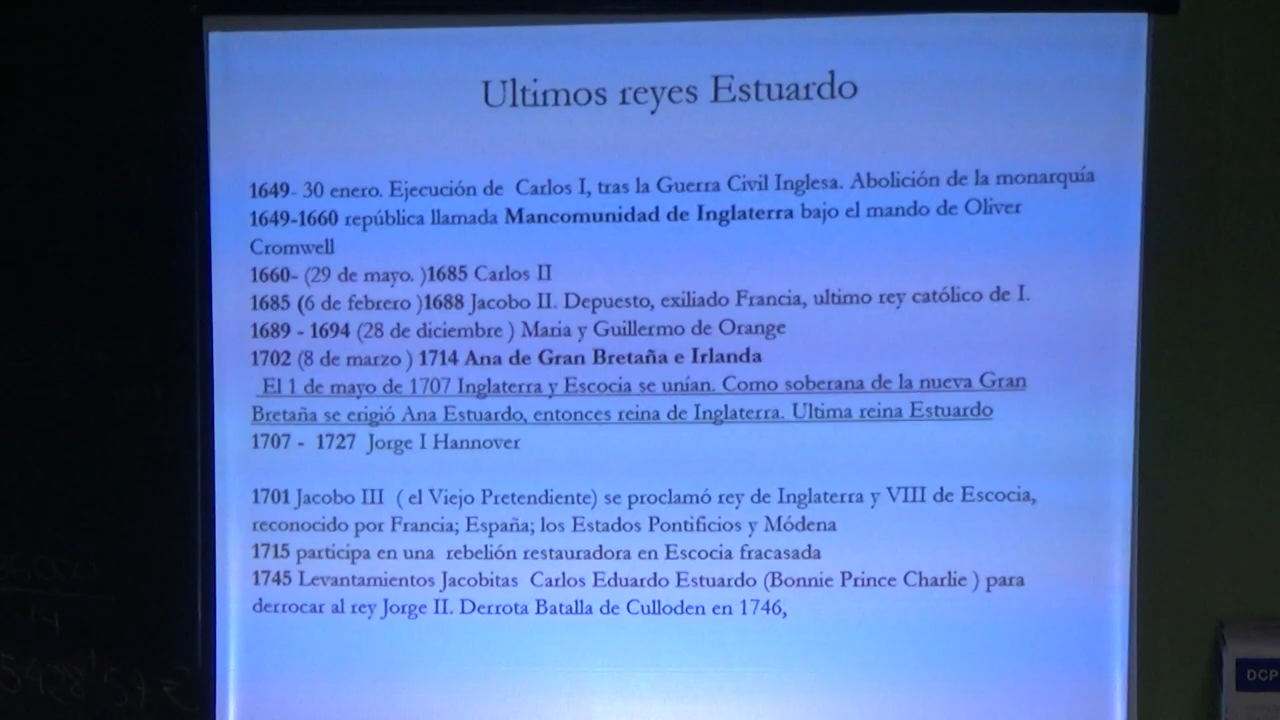 Ultimos reyes Estuardo
1649- 30 enero. Ejecución de Carlos I, tras la Guerra Civil Inglesa. Abolición de la monarquía
1649-1660 república llamada Mancomunidad de Inglaterra bajo el mando de Oliver
Cromwell
1660- (29 de mayo. )1685 Carlos II
1685 (6 de febrero )1688 Jacobo II. Depuesto, exiliado Francia, ultimo rey católico de I.
1689 - 1694 (28 de diciembre ) Maria y Guillermo de Orange
1702 (8 de marzo ) 1714 Ana de Gran Bretaña e Irlanda
El 1 de mayo de 1707 Inglaterra y Escocia se unían. Como soberana de la nueva Gran
Bretaña se erigió Ana Estuardo, entonces reina de Inglaterra. Ultima reina Estuardo
1707 - 1727 Jorge I Hannover
1701 Jacobo III ( el Viejo Pretendiente) se proclamó rey de Inglaterra y VIII de Escocia,
reconocido por Francia; España; los Estados Pontificios y Módena
1715 participa en una rebelión restauradora en Escocia fracasada
1745 Levantamientos Jacobitas Carlos Eduardo Estuardo (Bonnie Prince Charlie ) para
derrocar al rey Jorge II. Derrota Batalla de Culloden en 1746,
DCP